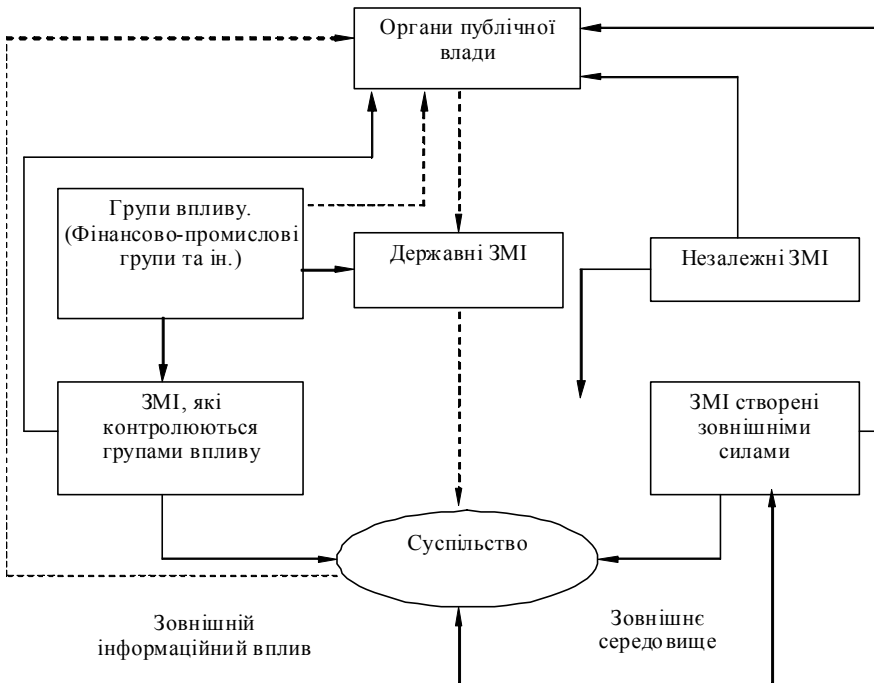 Органи публічної
влади
Групи впливу.
(Фінансово-промислові
групи та ін.)
Державні ЗМІ
Незалежні ЗМІ
ЗМІ, які
контролюються
групами впливу
ЗМІ створені
зовнішніми
силами
Суспільство
Зовнішній
інформаційний вплив
Зовнішнє
середовище